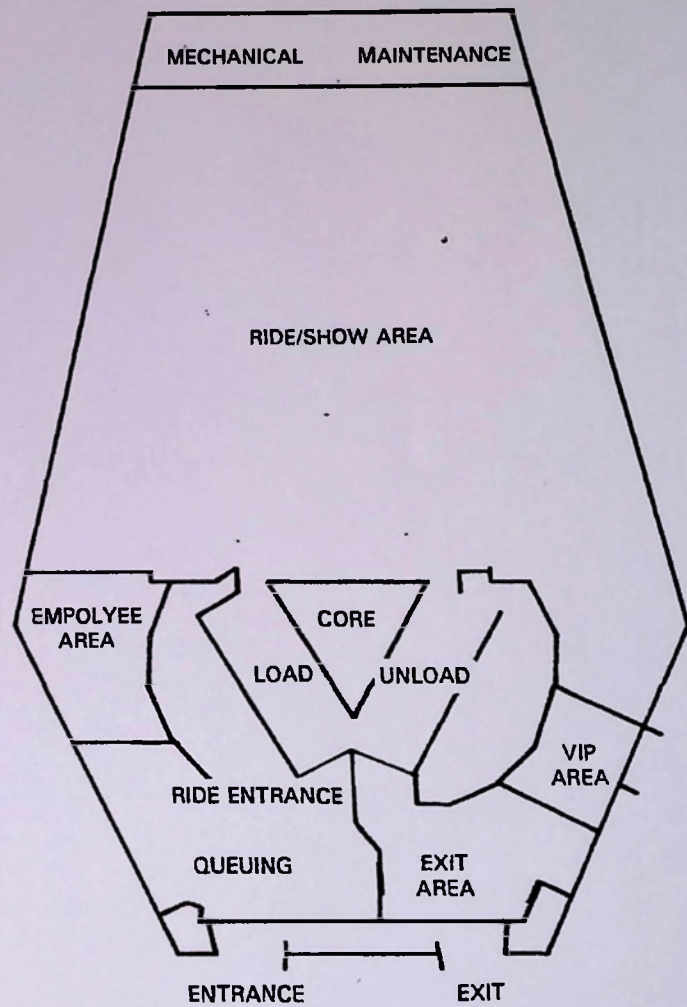 MECHANICAL MAINTENANCE
RIDE/SHOW AREA
EMPOLYEE
AREA
CORE
LOAD UNLOAD
VIP
AREA
RIDE ENTRANCE
QUEUING
EXIT
AREA
ENTRANCE EXIT